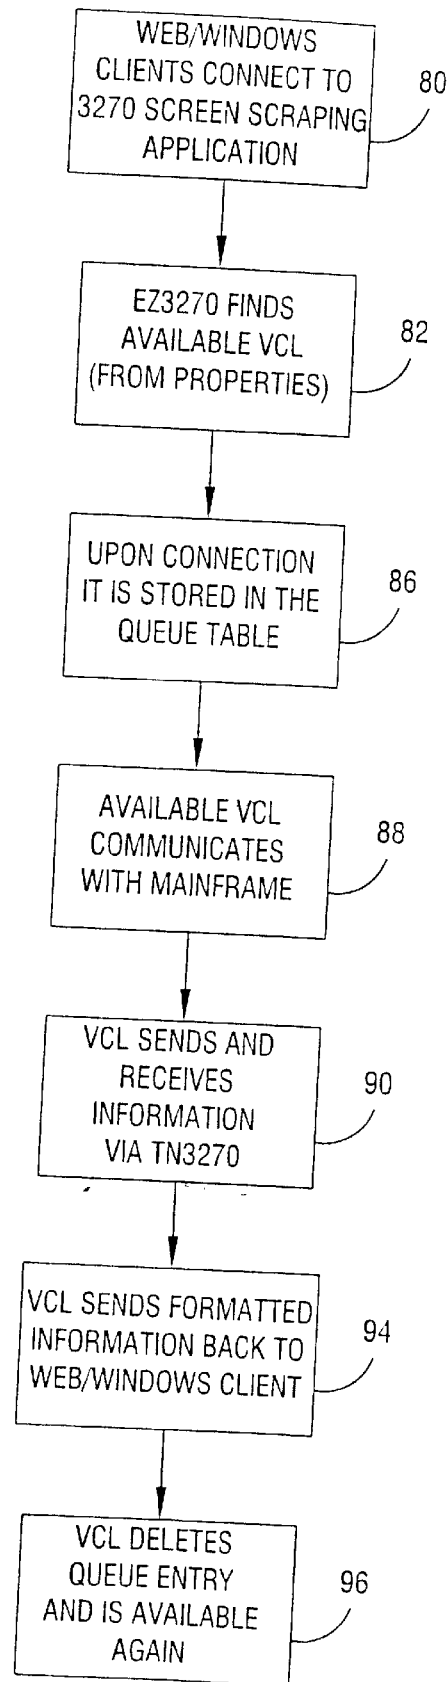 WEB/WINDOWS
CLIENTS CONNECT TO
3270 SCREEN SCRAPING
APPLICATION
80
EZ3270 FINDS
AVAILABLE VCL
(FROM PROPERTIES)
82
UPON CONNECTION
IT IS STORED IN THE
QUEUE TABLE
86
AVAILABLE VCL
COMMUNICATES
WITH MAINFRAME
88
VCL SENDS AND
RECEIVES
INFORMATION
VIA TN3270
90
VCL SENDS FORMATTED
INFORMATION BACK TO
WEB/WINDOWS CLIENT
94
VCL DELETES
QUEUE ENTRY
AND IS AVAILABLE
AGAIN
96